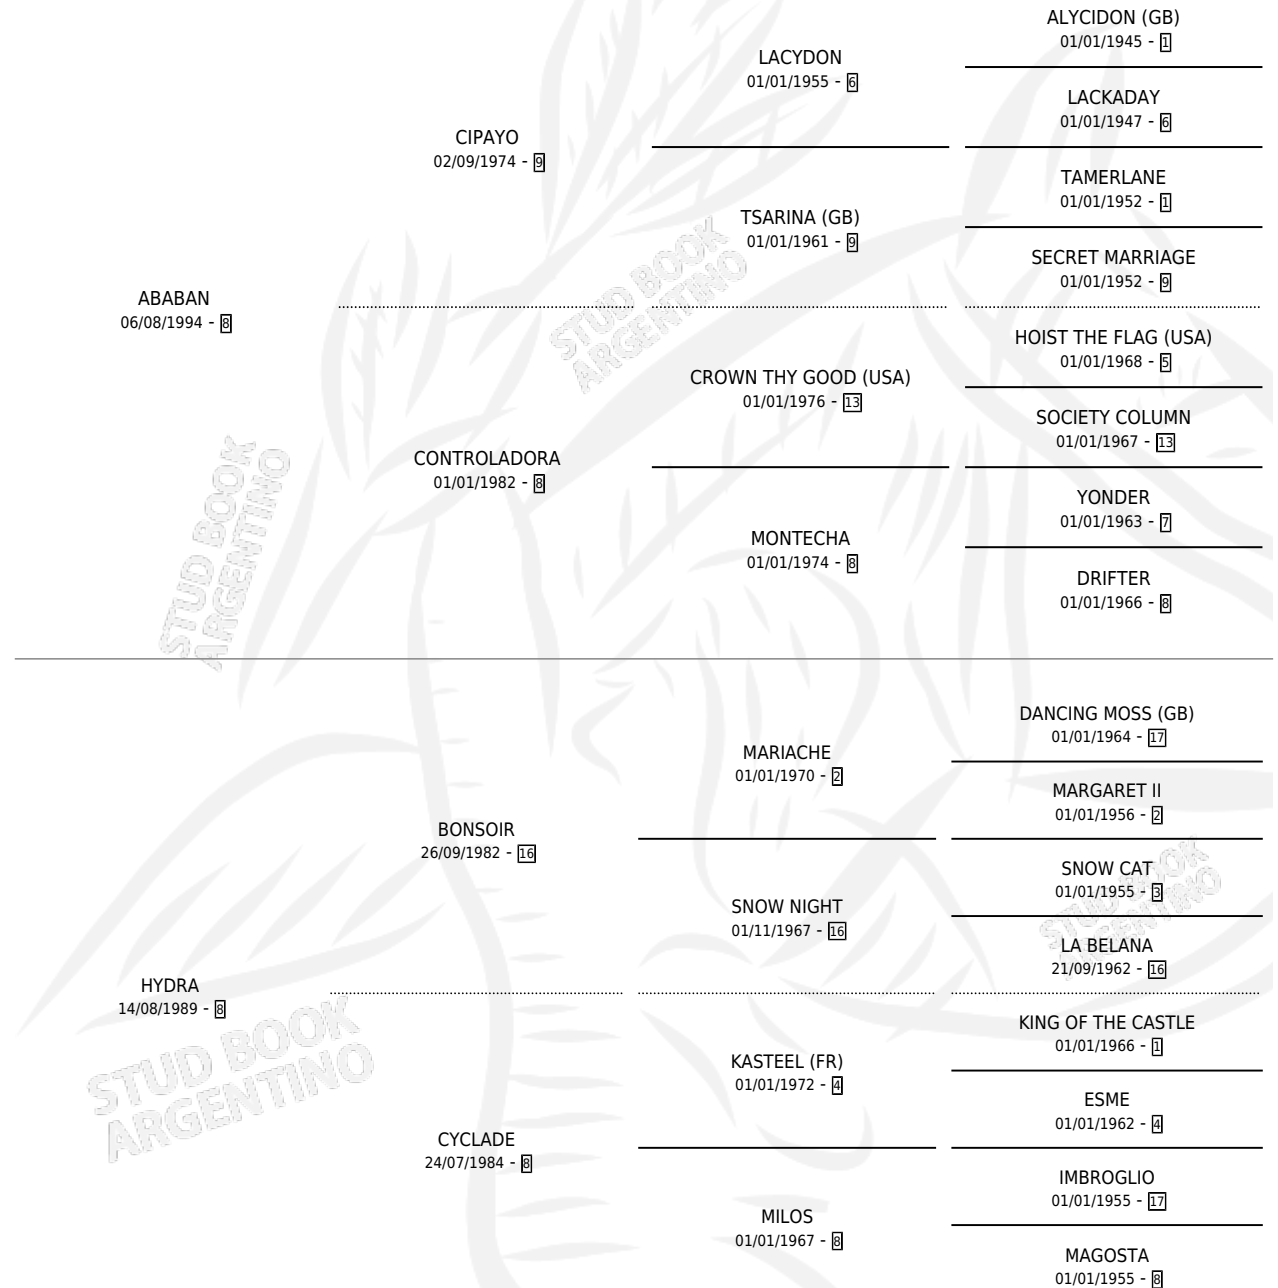 ALYCIDON (GB)
01/01/1945 - 1
LACYDON
01/01/1955 - 6
LACKADAY
01/01/1947 - 6
CIPAYO
02/09/1974 - 9
TAMERLANE
01/01/1952 - 1
TSARINA (GB)
01/01/1961 - 9
SECRET MARRIAGE
01/01/1952 - 9
ABABAN
06/08/1994 - 8
HOIST THE FLAG (USA)
01/01/1968 - 5
CROWN THY GOOD (USA)
01/01/1976 - 13
SOCIETY COLUMN
01/01/1967 - 13
CONTROLADORA
01/01/1982 - 8
YONDER
01/01/1963 - 7
MONTECHA
01/01/1974 - 8
DRIFTER
01/01/1966 - 8
STUD BOOK
ARGENTINO
STUD BOOK
ARGENTINO
DANCING MOSS (GB)
01/01/1964 - 17
MARIACHE
01/01/1970 - 2
MARGARET II
01/01/1956 - 2
BONSOIR
26/09/1982 - 16
SNOW CAT
01/01/1955 - 3
SNOW NIGHT
01/11/1967 - 16
LA BELANA
21/09/1962 - 16
STUD BOOK
ARGENTINO
HYDRA
14/08/1989 - 8
KING OF THE CASTLE
01/01/1966 - 1
KASTEEL (FR)
01/01/1972 - 4
ESME
01/01/1962 - 4
STUD BOOK
ARGENTINO
CYCLADE
24/07/1984 - 8
IMBROGLIO
01/01/1955 - 17
MILOS
01/01/1967 - 8
MAGOSTA
01/01/1955 - 8